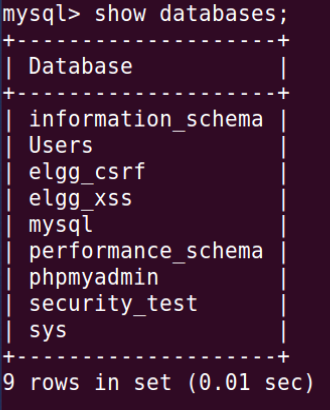 mysql> show databases;
+--------------------+
| Database           |
+--------------------+
| information_schema |
| Users              |
| elgg_csrf          |
| elgg_xss           |
| mysql              |
| performance_schema |
| phpmyadmin         |
| security_test      |
| sys                |
+--------------------+
9 rows in set (0.01 sec)